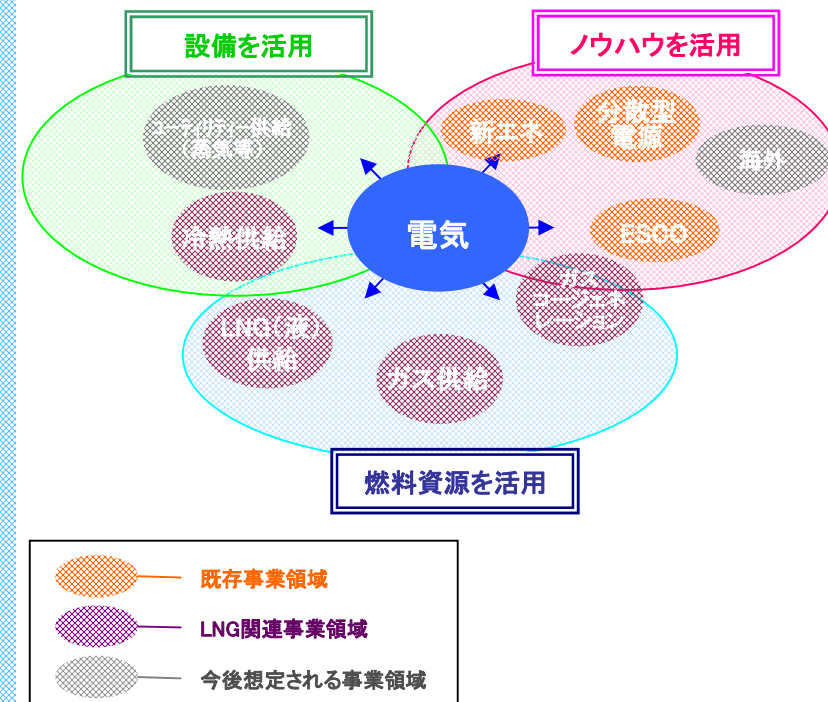 設備を活用
ノウハウを活用
ユーティリティー供給
（蒸気等）
新エネ
分散型
電源
海外
冷熱供給
電気
ESCO
ガス
コージェネ
レーション
LNG（液）
供給
ガス供給
燃料資源を活用
既存事業領域
LNG関連事業領域
今後想定される事業領域